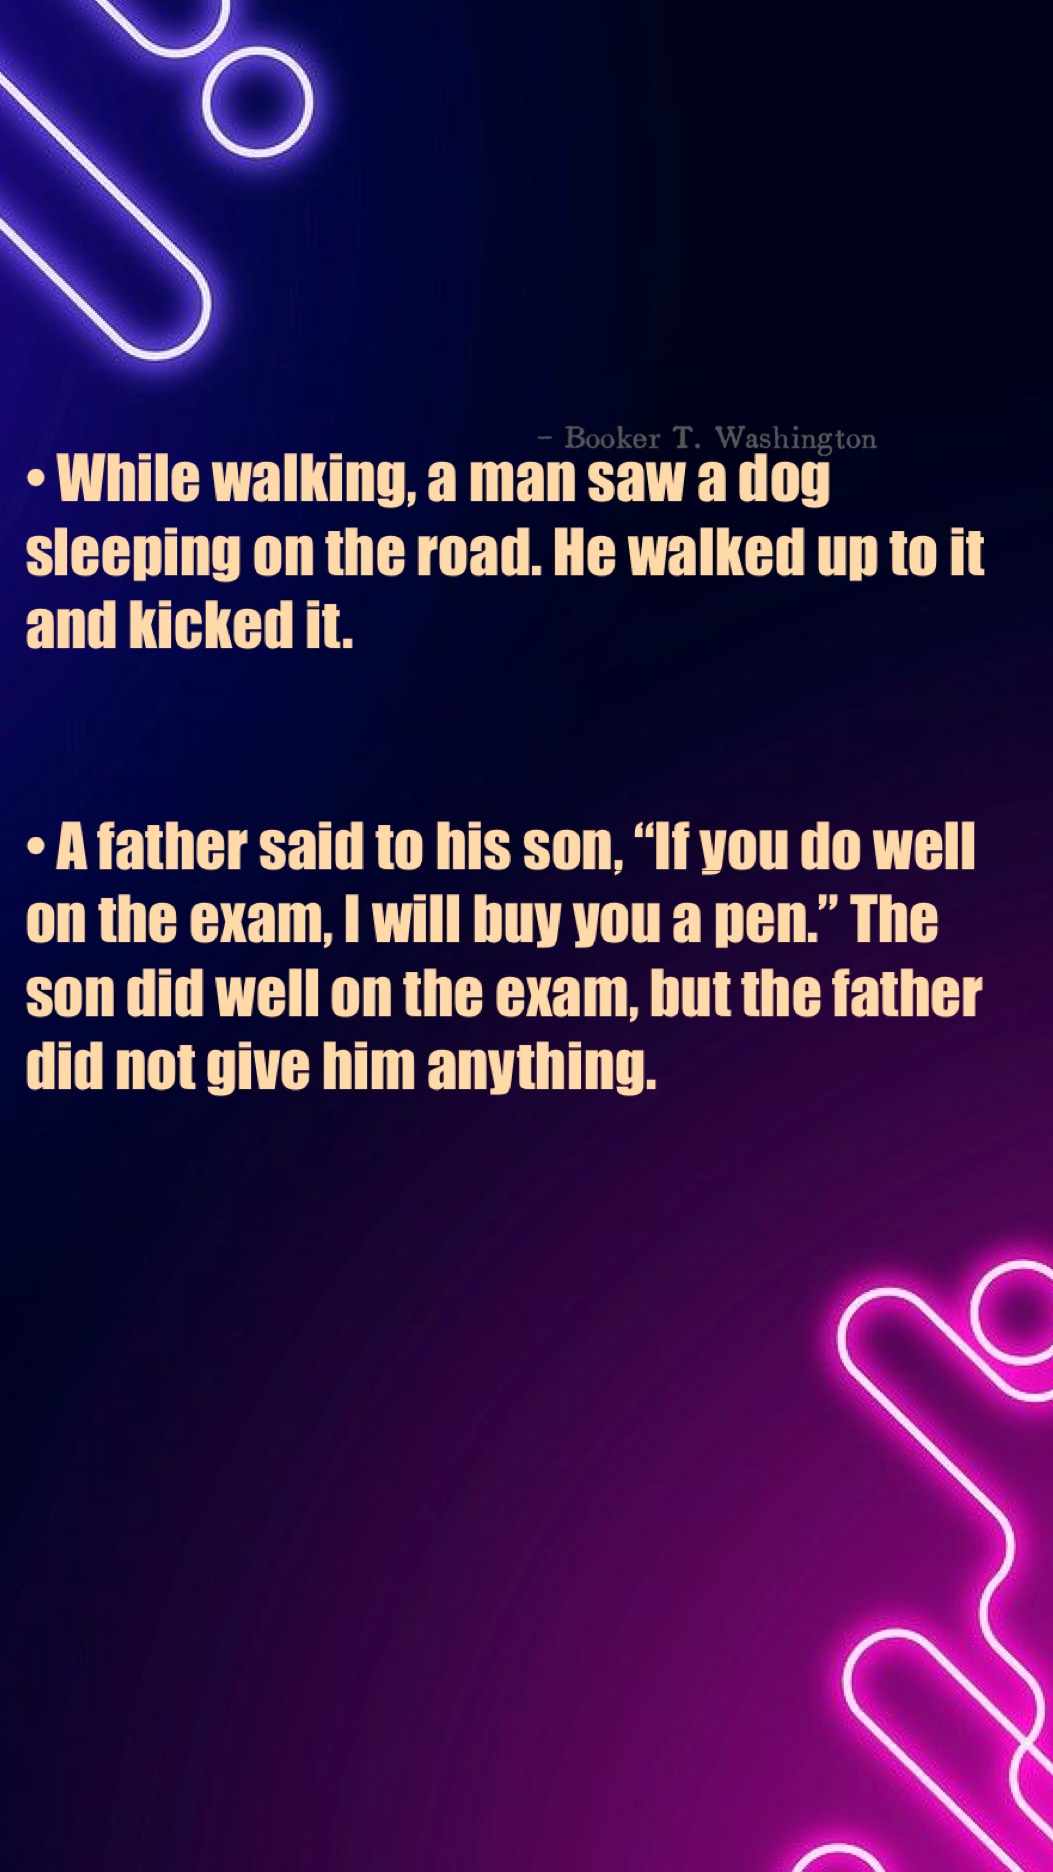 – Booker T. Washington
• While walking, a man saw a dog
sleeping on the road. He walked up to it
and kicked it.
• A father said to his son, “If you do well
on the exam, I will buy you a pen.” The
son did well on the exam, but the father
did not give him anything.